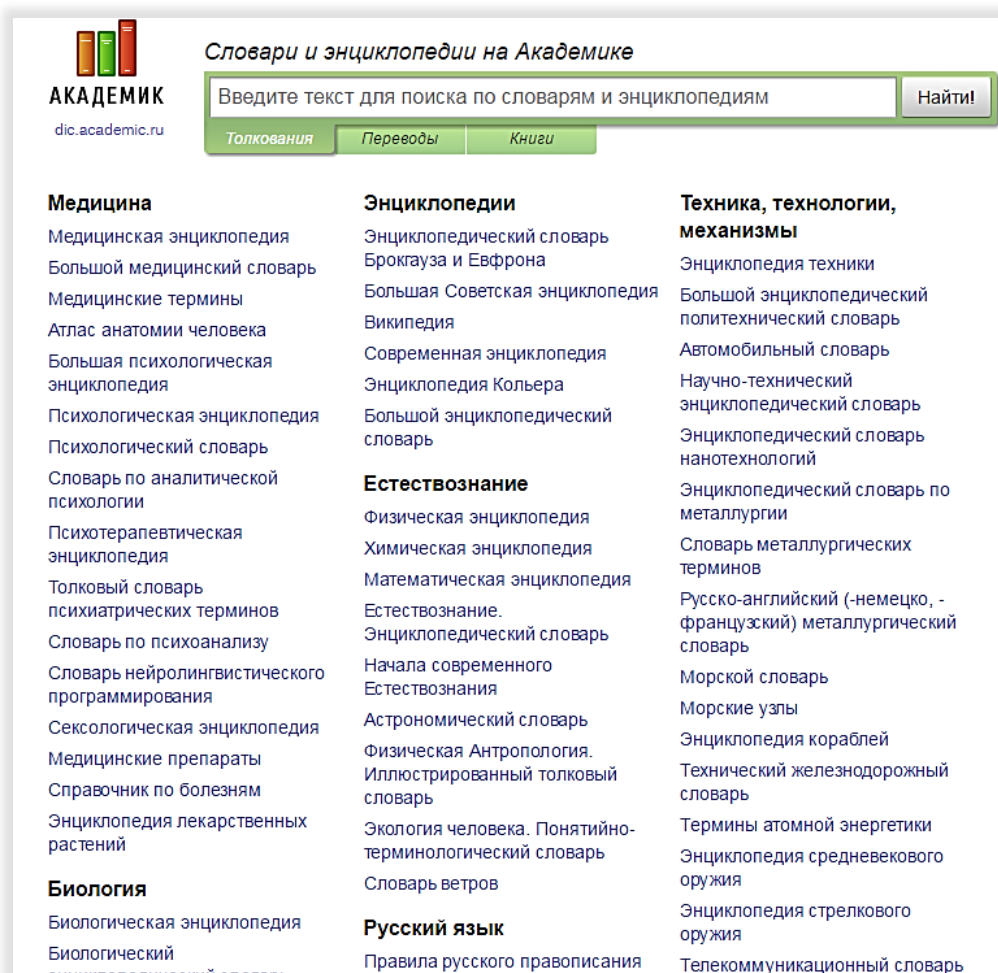 АКАДЕМИК
dic.academic.ru
Словари и энциклопедии на Академике
Введите текст для поиска по словарям и энциклопедиям
Найти!
Толкования
Переводы
Книги
Медицина
Медицинская энциклопедия
Большой медицинский словарь
Медицинские термины
Атлас анатомии человека
Большая психологическая
энциклопедия
Психологическая энциклопедия
Психологический словарь
Словарь по аналитической
психологии
Психотерапевтическая
энциклопедия
Толковый словарь
психиатрических терминов
Словарь по психоанализу
Словарь нейролингвистического
программирования
Сексологическая энциклопедия
Медицинские препараты
Справочник по болезням
Энциклопедия лекарственных
растений
Биология
Биологическая энциклопедия
Биологический
Энциклопедии
Энциклопедический словарь
Брокгауза и Евфрона
Большая Советская энциклопедия
Википедия
Современная энциклопедия
Энциклопедия Кольера
Большой энциклопедический
словарь
Естествознание
Физическая энциклопедия
Химическая энциклопедия
Математическая энциклопедия
Естествознание.
Энциклопедический словарь
Начала современного
Естествознания
Астрономический словарь
Физическая Антропология.
Иллюстрированный толковый
словарь
Экология человека. Понятийно-
терминологический словарь
Словарь ветров
Русский язык
Правила русского правописания
Техника, технологии,
механизмы
Энциклопедия техники
Большой энциклопедический
политехнический словарь
Автомобильный словарь
Научно-технический
энциклопедический словарь
Энциклопедический словарь
нанотехнологий
Энциклопедический словарь по
металлургии
Словарь металлургических
терминов
Русско-английский (-немецко, -
французский) металлургический
словарь
Морской словарь
Морские узлы
Энциклопедия кораблей
Технический железнодорожный
словарь
Термины атомной энергетики
Энциклопедия средневекового
оружия
Энциклопедия стрелкового
оружия
Телекоммуникационный словарь